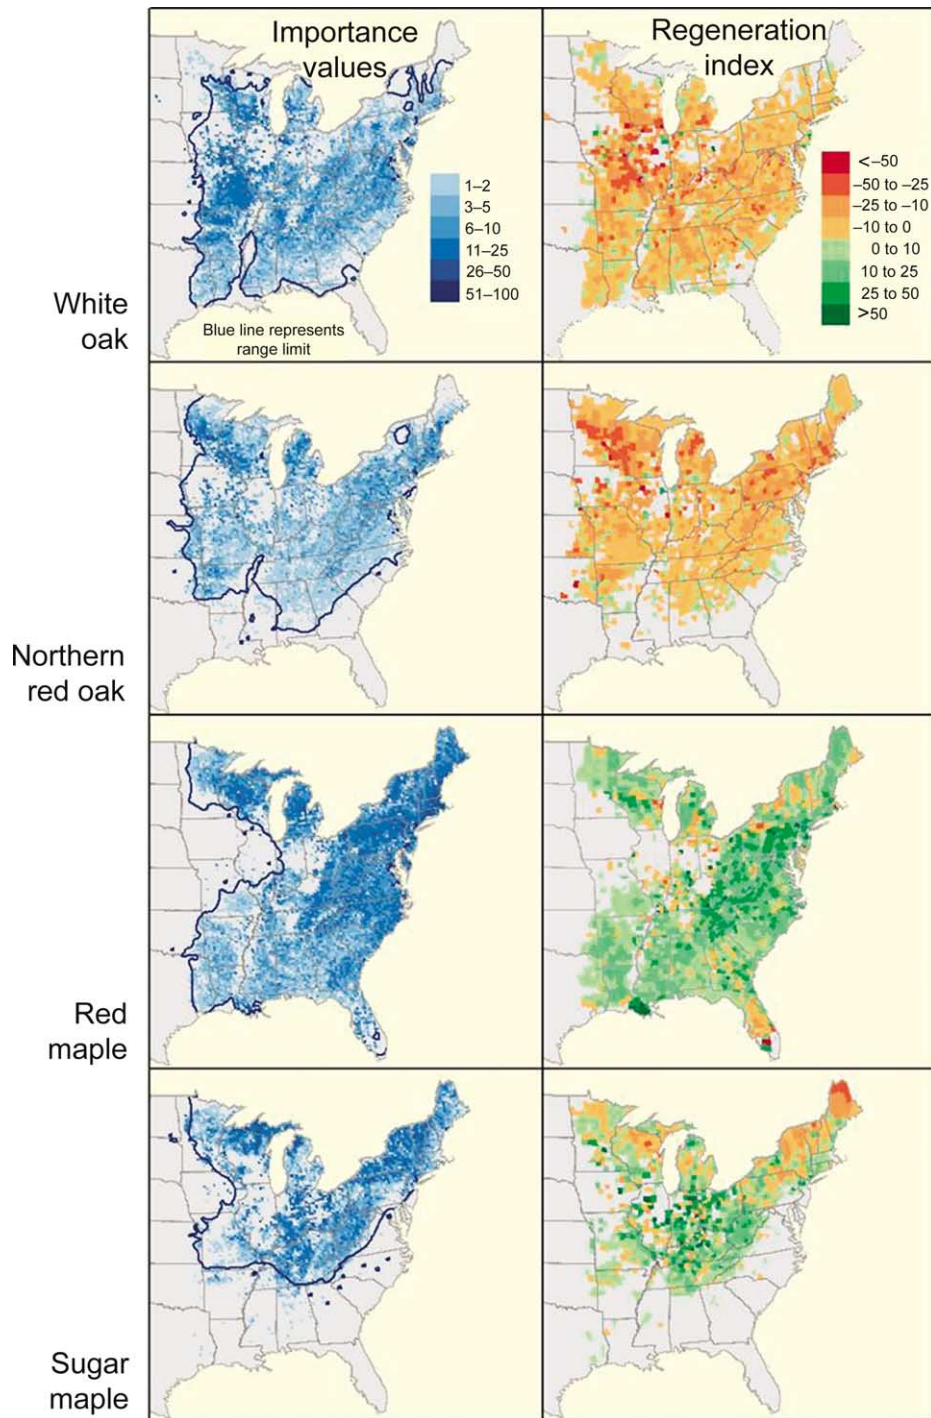 Importance
values
Regeneration
index
1–2
3–5
6–10
11–25
26–50
51–100
<–50
–50 to –25
–25 to –10
–10 to 0
0 to 10
10 to 25
25 to 50
>50
White
oak
Blue line represents
range limit
Northern
red oak
Red
maple
Sugar
maple